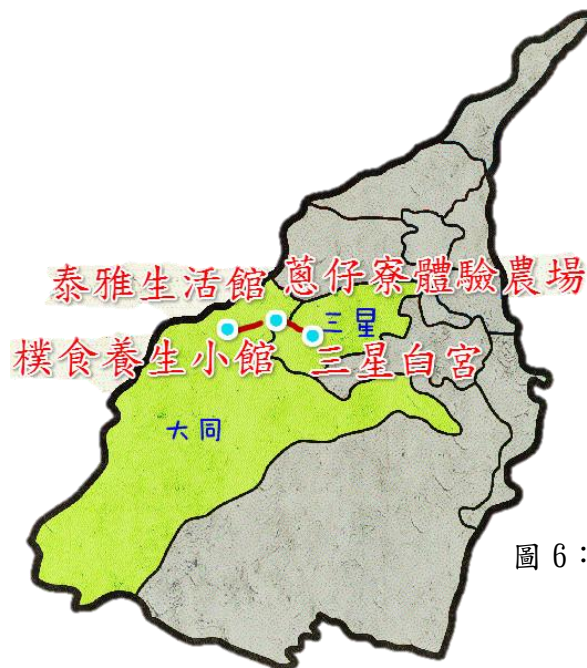 泰雅生活館
蔥仔寮體驗農場
三星
樸食養生小館
三星白宮
大同
圖 6：